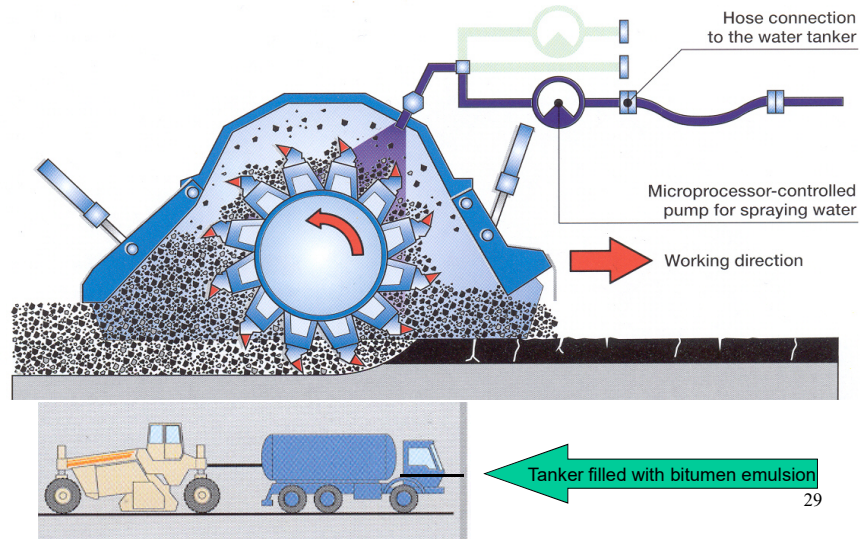 Hose connection
to the water tanker
Microprocessor-controlled
pump for spraying water
Working direction
Tanker filled with bitumen emulsion
29